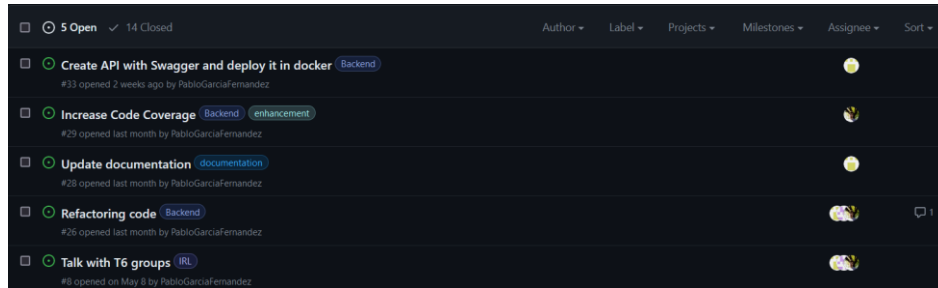 5 Open 14 Closed Author Label Projects Milestones Assignee Sort
Create API with Swagger and deploy it in docker Backend
#33 opened 2 weeks ago by PabloGarciaFernandez
Increase Code Coverage Backend enhancement
#29 opened last month by PabloGarciaFernandez
Update documentation documentation
#28 opened last month by PabloGarciaFernandez
Refactoring code Backend 1
#26 opened last month by PabloGarciaFernandez
Talk with T6 groups IRL
#8 opened on May 8 by PabloGarciaFernandez